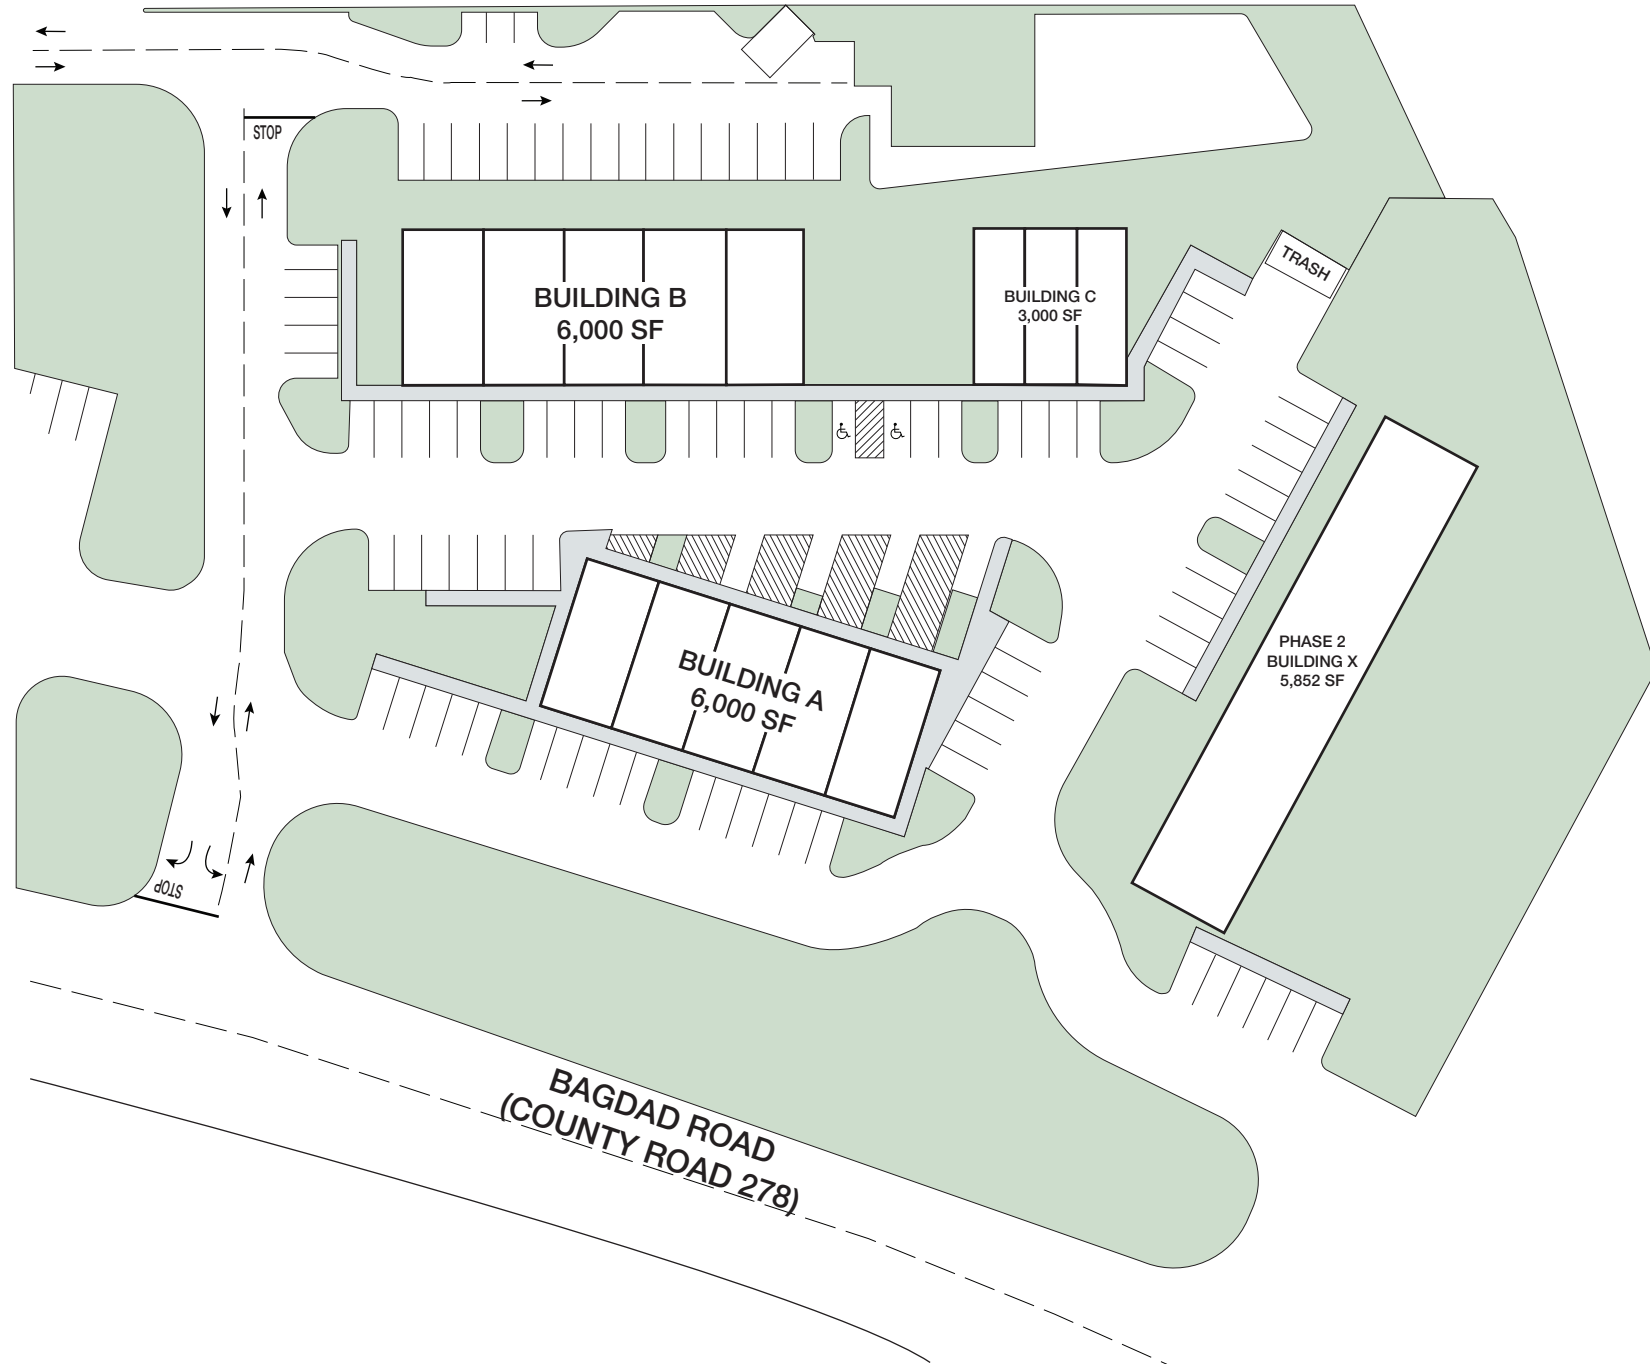 STOP
TRASH
BUILDING B
6,000 SF
BUILDING C
3,000 SF
PHASE 2
BUILDING X
5,852 SF
BUILDING A
6,000 SF
STOP
BAGDAD ROAD
(COUNTY ROAD 278)